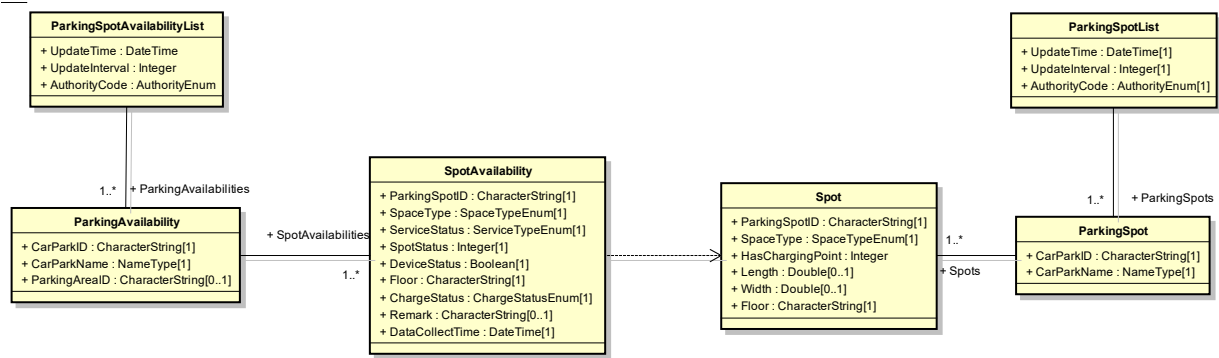 ParkingSpotAvailabilityList
+ UpdateTime : DateTime
+ UpdateInterval : Integer
+ AuthorityCode : AuthorityEnum
1..*
+ ParkingAvailabilities
ParkingAvailability
+ CarParkID : CharacterString[1]
+ CarParkName : NameType[1]
+ ParkingAreaID : CharacterString[0..1]
+ SpotAvailabilities
1..*
SpotAvailability
+ ParkingSpotID : CharacterString[1]
+ SpaceType : SpaceTypeEnum[1]
+ ServiceStatus : ServiceTypeEnum[1]
+ SpotStatus : Integer[1]
+ DeviceStatus : Boolean[1]
+ Floor : CharacterString[1]
+ ChargeStatus : ChargeStatusEnum[1]
+ Remark : CharacterString[0..1]
+ DataCollectTime : DateTime[1]
Spot
+ ParkingSpotID : CharacterString[1]
+ SpaceType : SpaceTypeEnum[1]
+ HasChargingPoint : Integer
+ Length : Double[0..1]
+ Width : Double[0..1]
+ Floor : CharacterString[1]
1..*
+ Spots
ParkingSpotList
+ UpdateTime : DateTime[1]
+ UpdateInterval : Integer[1]
+ AuthorityCode : AuthorityEnum[1]
1..*
+ ParkingSpots
ParkingSpot
+ CarParkID : CharacterString[1]
+ CarParkName : NameType[1]